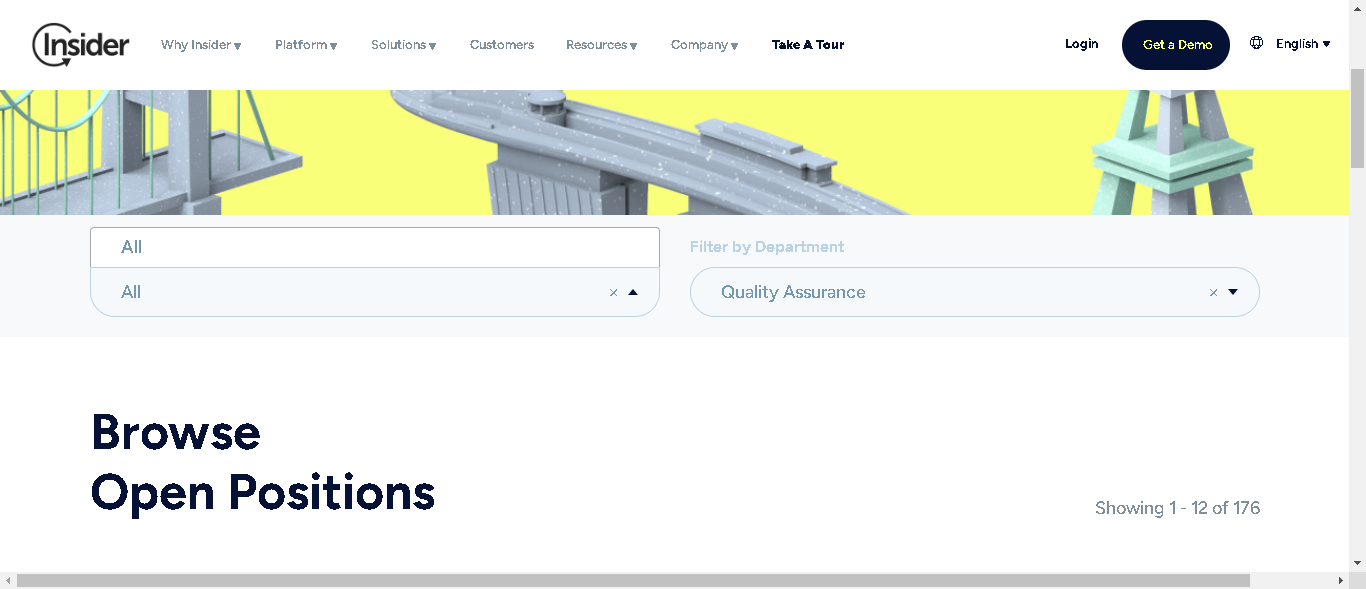 Insider
Why Insider ▾ Platform ▾ Solutions ▾ Customers Resources ▾ Company ▾ Take A Tour Login Get a Demo English ▾
All
Filter by Department
All ×
Quality Assurance ×
Browse
Open Positions
Showing 1 - 12 of 176